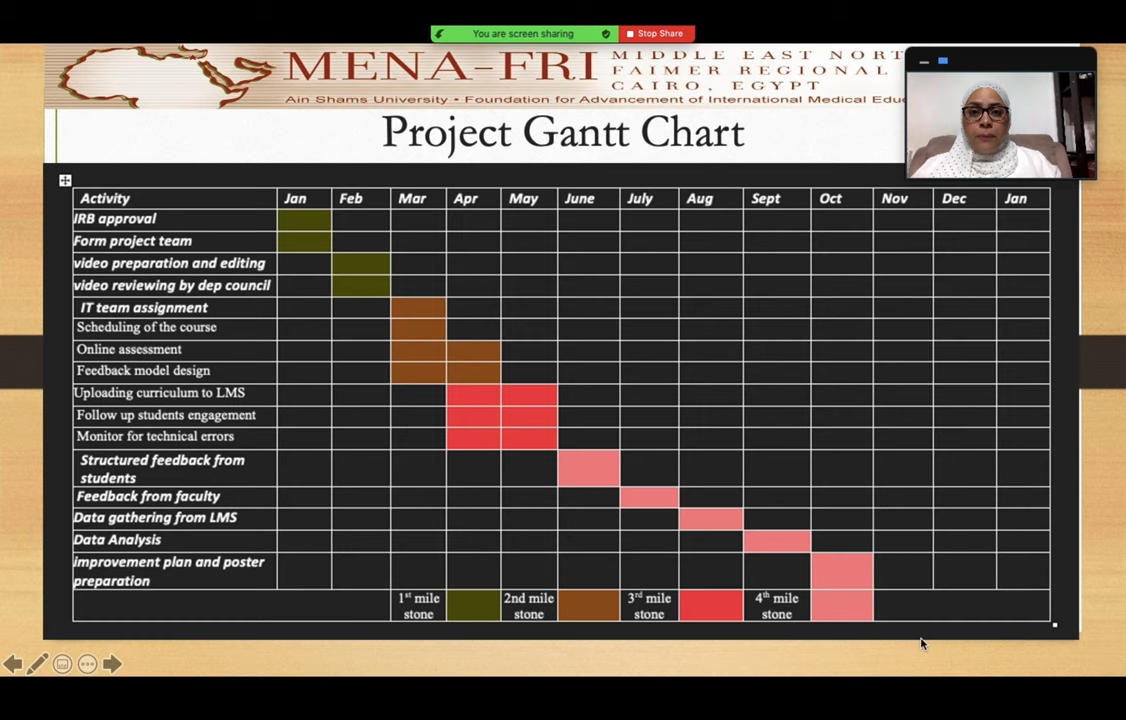 You are screen sharing
Stop Share
MENA-FRI
MIDDLE EAST NORT
FAIMER REGIONAL
CAIRO, EGYPT
Ain Shams University • Foundation for Advancement of International Medical Educ
Project Gantt Chart
Activity Jan Feb Mar Apr May June July Aug Sept Oct Nov Dec Jan
IRB approval
Form project team
video preparation and editing
video reviewing by dep council
IT team assignment
Scheduling of the course
Online assessment
Feedback model design
Uploading curriculum to LMS
Follow up students engagement
Monitor for technical errors
Structured feedback from
students
Feedback from faculty
Data gathering from LMS
Data Analysis
improvement plan and poster
preparation
1st mile
stone
2nd mile
stone
3rd mile
stone
4th mile
stone